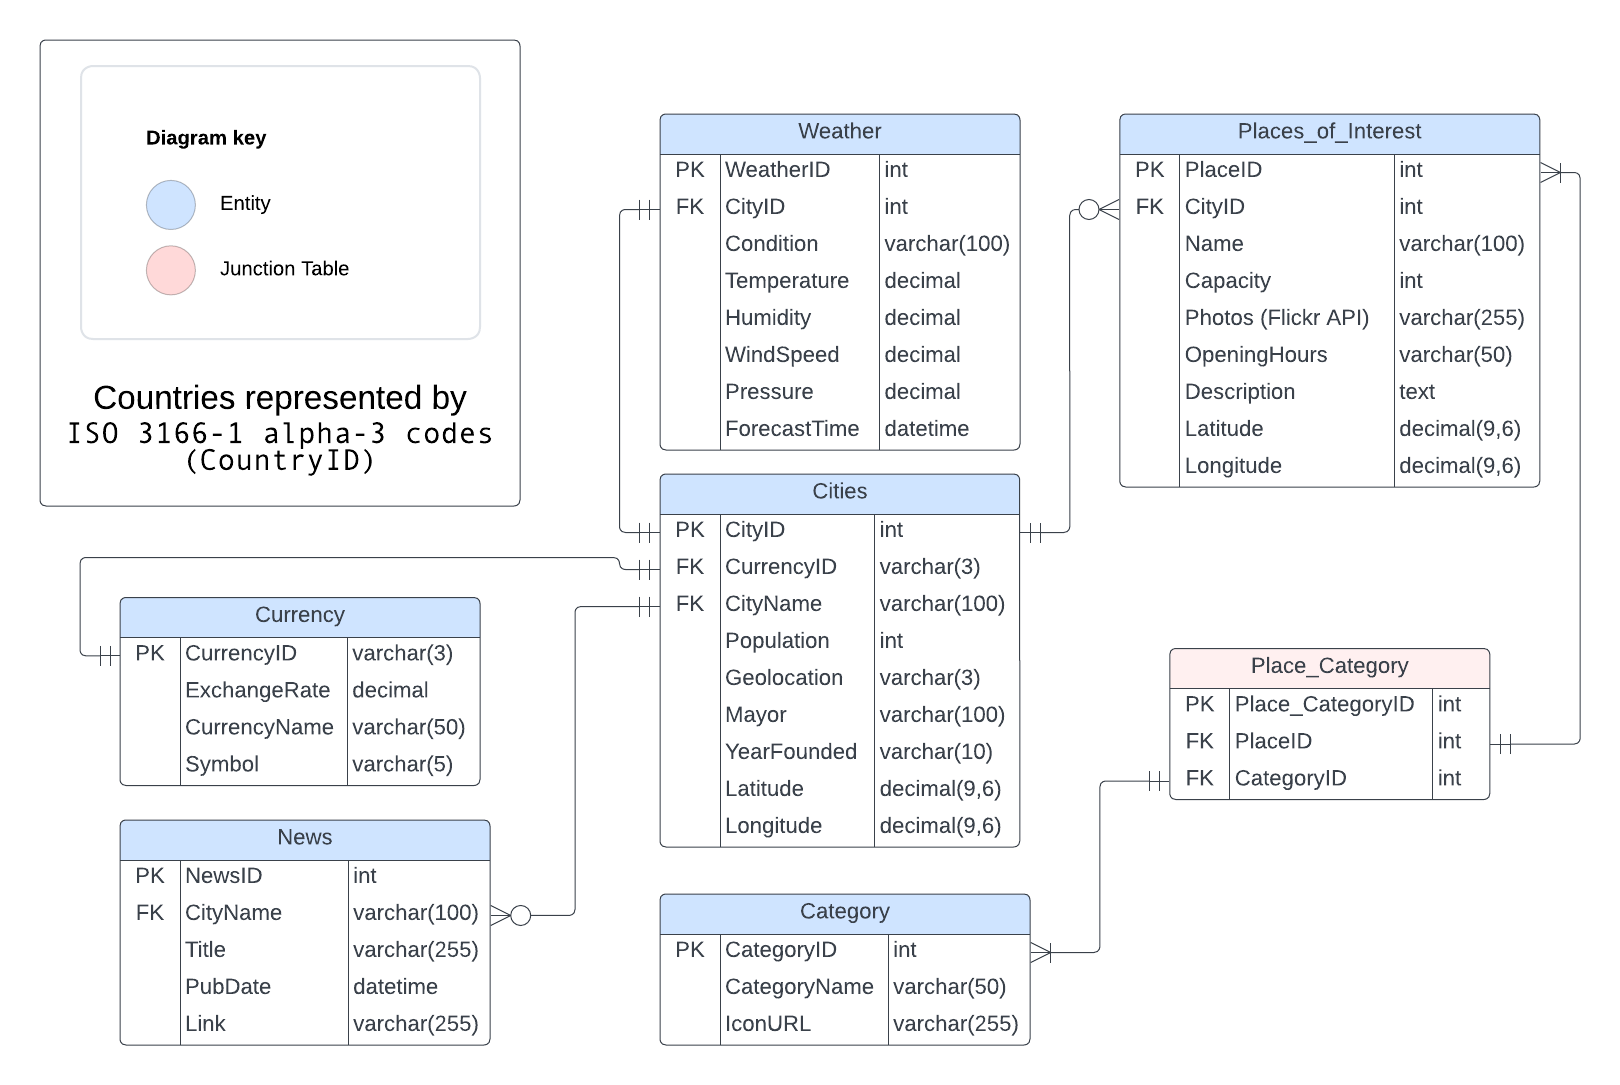 Diagram key
Entity
Junction Table
Countries represented by
ISO 3166-1 alpha-3 codes
(CountryID)
Weather
PK WeatherID int
FK CityID int
Condition varchar(100)
Temperature decimal
Humidity decimal
WindSpeed decimal
Pressure decimal
ForecastTime datetime
Places_of_Interest
PK PlaceID int
FK CityID int
Name varchar(100)
Capacity int
Photos (Flickr API) varchar(255)
OpeningHours varchar(50)
Description text
Latitude decimal(9,6)
Longitude decimal(9,6)
Cities
PK CityID int
FK CurrencyID varchar(3)
FK CityName varchar(100)
Population int
Geolocation varchar(3)
Mayor varchar(100)
YearFounded varchar(10)
Latitude decimal(9,6)
Longitude decimal(9,6)
Currency
PK CurrencyID varchar(3)
ExchangeRate decimal
CurrencyName varchar(50)
Symbol varchar(5)
Place_Category
PK Place_CategoryID int
FK PlaceID int
FK CategoryID int
News
PK NewsID int
FK CityName varchar(100)
Title varchar(255)
PubDate datetime
Link varchar(255)
Category
PK CategoryID int
CategoryName varchar(50)
IconURL varchar(255)